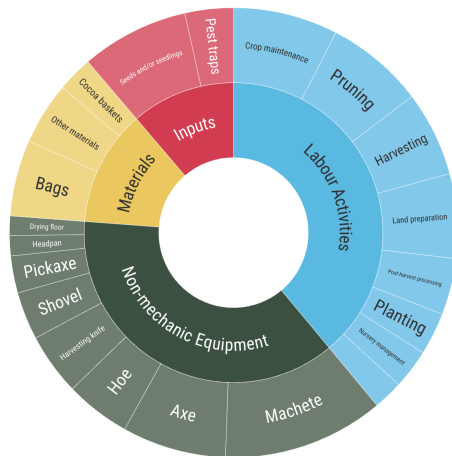 Crop maintenance
Pruning
Harvesting
Land preparation
Post harvest processing
Planting
Nursery management
Labour Activities
Machete
Axe
Hoe
Harvesting knife
Shovel
Pickaxe
Headpan
Drying floor
Non-mechanic Equipment
Bags
Other materials
Cocoa baskets
Materials
Seeds and/or seedlings
Pest traps
Inputs